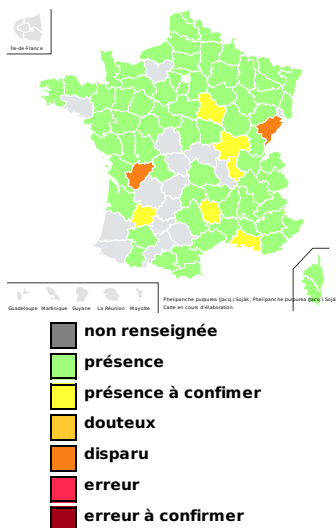 Île-de-France
Guadeloupe Martinique Guyane La Réunion Mayotte
Phelipanche purpurea (Jacq.) Soják, Phelipanche purpurea (Jacq.) Soják
Carte en cours d'élaboration.
non renseignée
présence
présence à confimer
douteux
disparu
erreur
erreur à confirmer